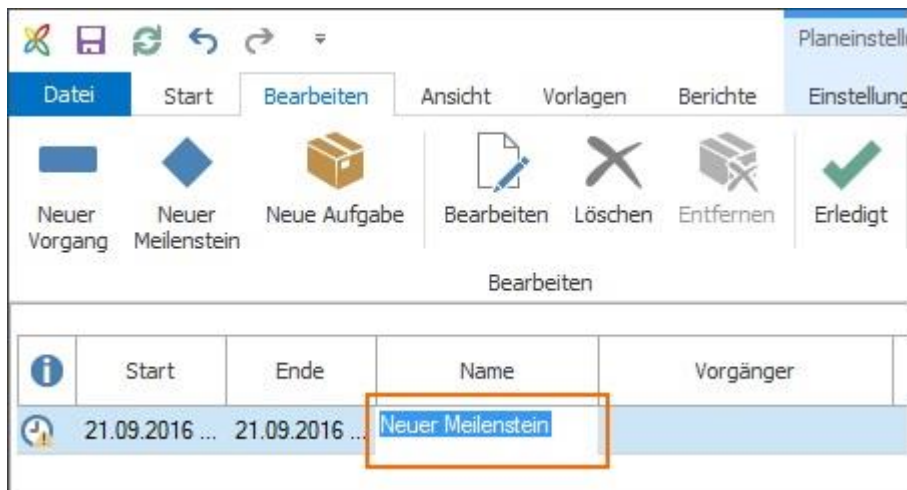 Planeinstell
Datei Start Bearbeiten Ansicht Vorlagen Berichte Einstellung
Neuer Vorgang Neuer Meilenstein Neue Aufgabe Bearbeiten Löschen Entfernen Erledigt
Bearbeiten
Start Ende Name Vorgänger
21.09.2016 ... 21.09.2016 ... Neuer Meilenstein